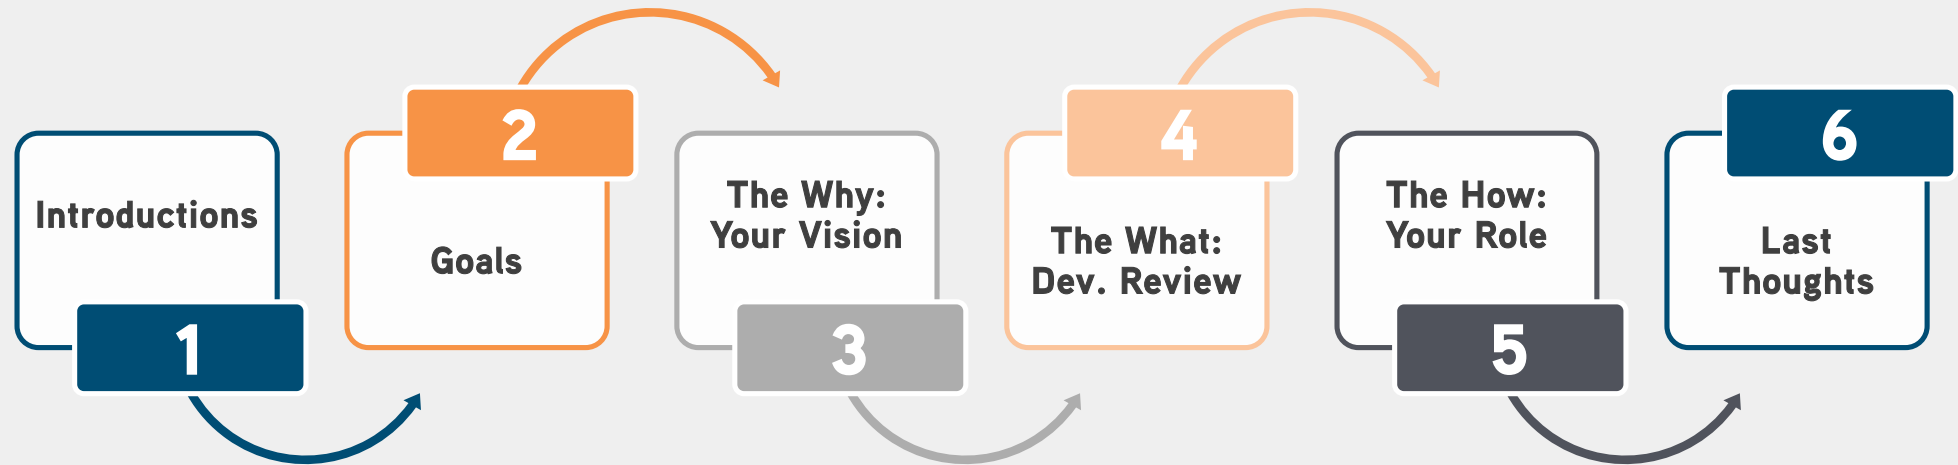 Introductions
1
2
Goals
The Why:
Your Vision
3
4
The What:
Dev. Review
The How:
Your Role
5
6
Last
Thoughts